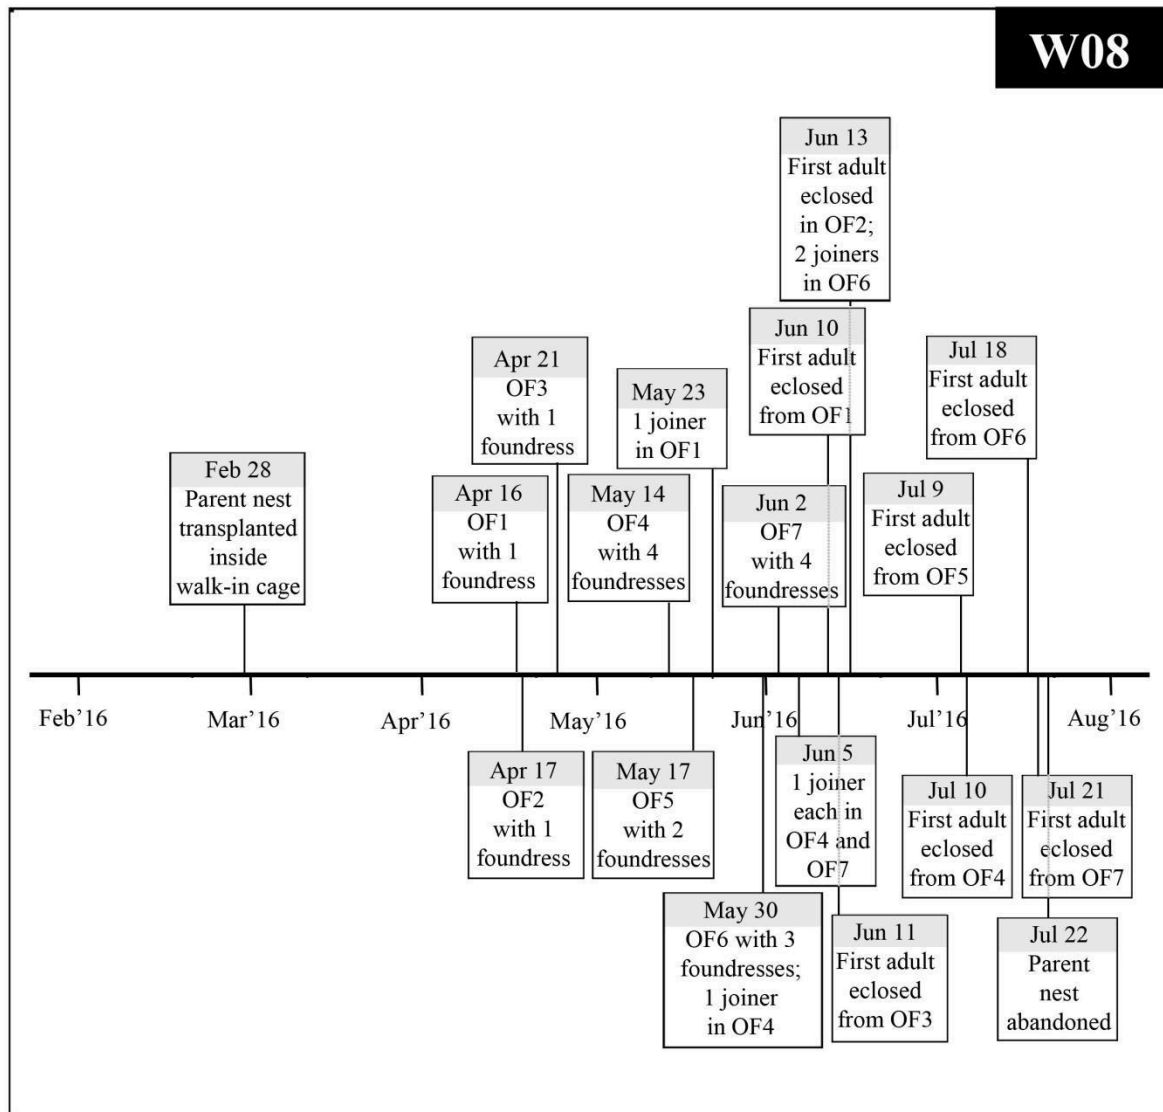 W08
Jun 13
First adult
eclosed
in OF2;
2 joiners
in OF6
Jun 10
First adult
eclosed
from OF1
Apr 21
OF3
with 1
foundress
Jul 18
First adult
eclosed
from OF6
May 23
1 joiner
in OF1
Feb 28
Parent nest
transplanted
inside
walk-in cage
Apr 16
OF1
with 1
foundress
May 14
OF4
with 4
foundresses
Jun 2
OF7
with 4
foundresses
Jul 9
First adult
eclosed
from OF5
Feb’16 Mar’16 Apr’16 May’16 Jun’16 Jul’16 Aug’16
Apr 17
OF2
with 1
foundress
May 17
OF5
with 2
foundresses
Jun 5
1 joiner
each in
OF4 and
OF7
Jul 10
First adult
eclosed
from OF4
Jul 21
First adult
eclosed
from OF7
May 30
OF6 with 3
foundresses;
1 joiner
in OF4
Jun 11
First adult
eclosed
from OF3
Jul 22
Parent
nest
abandoned